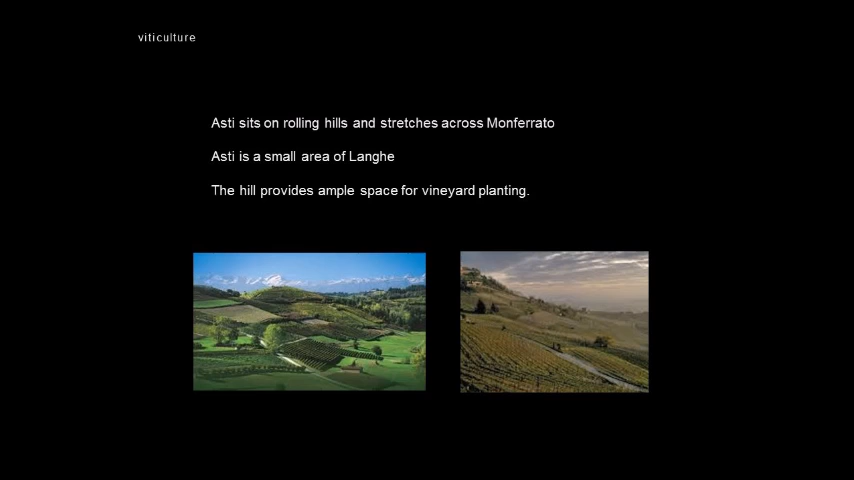 viticulture
Asti sits on rolling hills and stretches across Monferrato
Asti is a small area of Langhe
The hill provides ample space for vineyard planting.